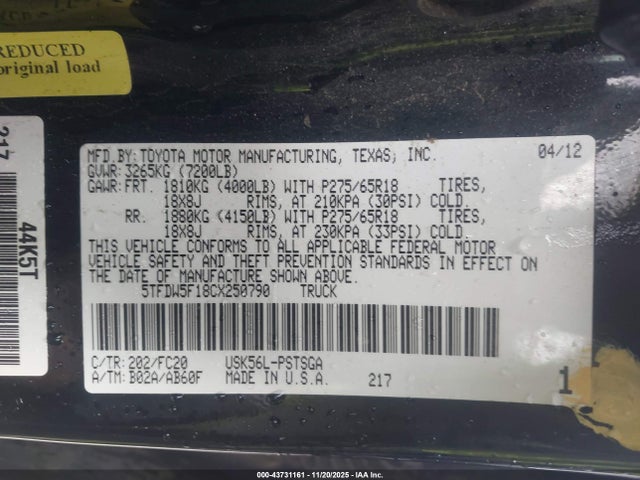 REDUCED
original load
217
44K5T
MFD.BY:TOYOTA MOTOR MANUFACTURING, TEXAS, INC. 04/12
GVWR:3265KG (7200LB)
GAWR:FRT. 1810KG (4000LB) WITH P275/65R18 TIRES,
18X8J RIMS, AT 210KPA (30PSI) COLD.
RR. 1880KG (4150LB) WITH P275/65R18 TIRES,
18X8J RIMS, AT 230KPA (33PSI) COLD.
THIS VEHICLE CONFORMS TO ALL APPLICABLE FEDERAL MOTOR
VEHICLE SAFETY AND THEFT PREVENTION STANDARDS IN EFFECT ON
THE DATE OF MANUFACTURE SHOWN ABOVE.
5TFDW5F18CX250790 TRUCK
C/TR:202/FC20 USK56L-PSTSGA
A/TM:B02A/AB60F MADE IN U.S.A. 217 1
000-43731161 - 11/20/2025 - IAA Inc.